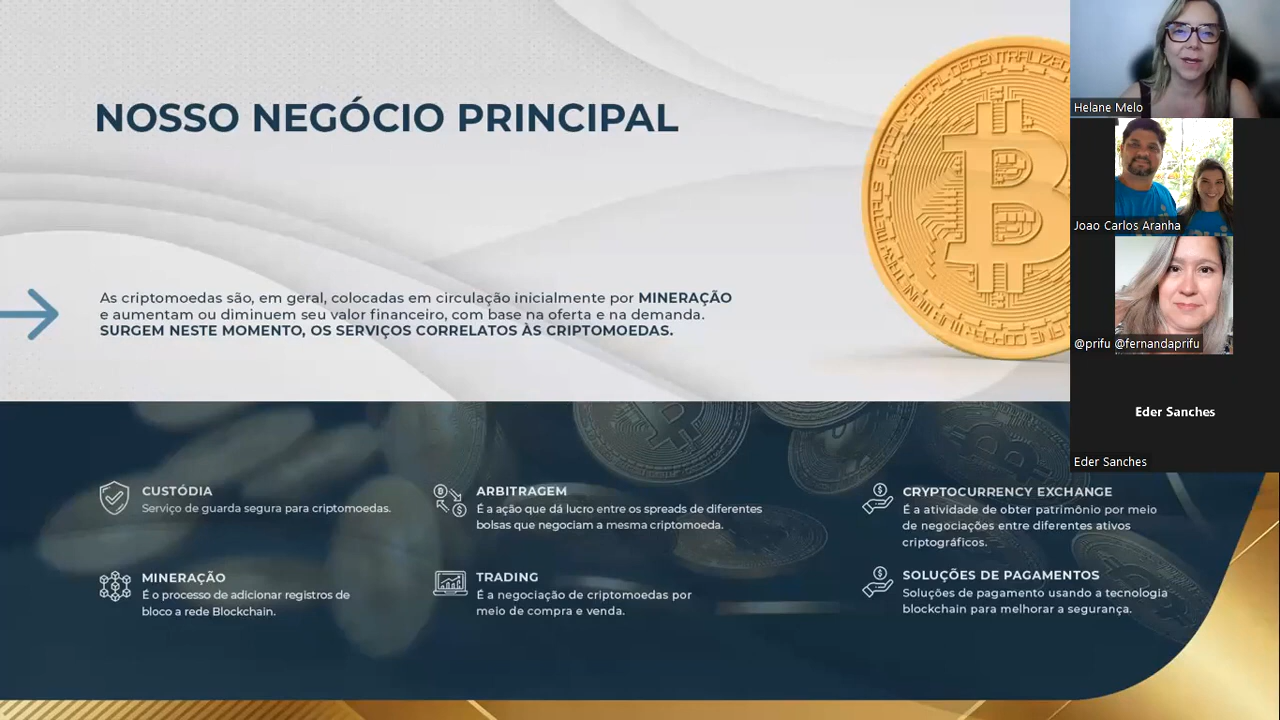 NOSSO NEGÓCIO PRINCIPAL
As criptomoedas são, em geral, colocadas em circulação inicialmente por MINERAÇÃO
e aumentam ou diminuem seu valor financeiro, com base na oferta e na demanda.
SURGEM NESTE MOMENTO, OS SERVIÇOS CORRELATOS ÀS CRIPTOMOEDAS.
CUSTÓDIA
Serviço de guarda segura para criptomoedas.
ARBITRAGEM
É a ação que dá lucro entre os spreads de diferentes
bolsas que negociam a mesma criptomoeda.
CRYPTOCURRENCY EXCHANGE
É a atividade de obter patrimônio por meio
de negociações entre diferentes ativos
criptográficos.
MINERAÇÃO
É o processo de adicionar registros de
bloco a rede Blockchain.
TRADING
É a negociação de criptomoedas por
meio de compra e venda.
SOLUÇÕES DE PAGAMENTOS
Soluções de pagamento usando a tecnologia
blockchain para melhorar a segurança.
Helane Melo
Joao Carlos Aranha
@prifu @fernandaprifu
Eder Sanches
Eder Sanches